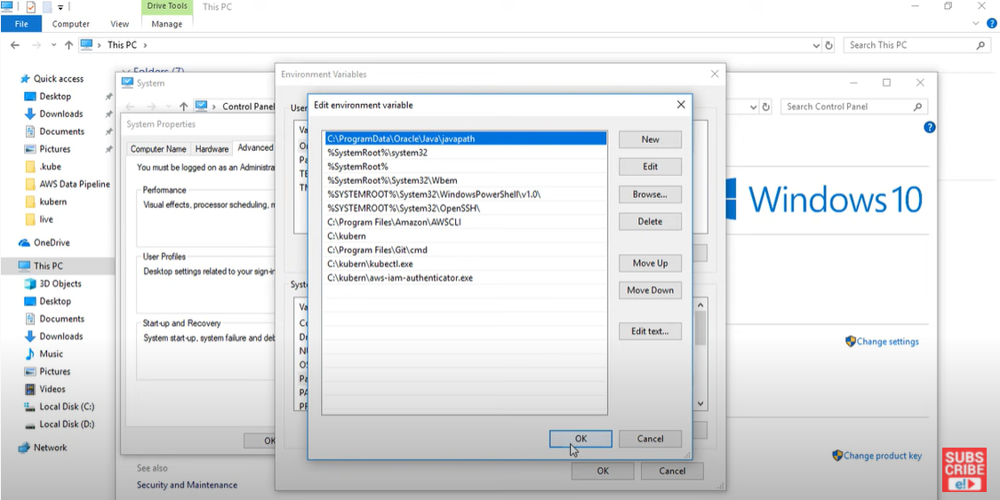 Drive Tools
This PC
File
Computer
View
Manage
This PC
Search This PC
Quick access
Desktop
Downloads
Documents
Pictures
.kube
AWS Data Pipeline
kubern
live
OneDrive
This PC
3D Objects
Desktop
Documents
Downloads
Music
Pictures
Videos
Local Disk (C:)
Local Disk (D:)
Network
Folders (7)
System
Control Panel
Search Control Panel
System Properties
Computer Name
Hardware
Advanced
You must be logged on as an Administra
Performance
Visual effects, processor scheduling, m
User Profiles
Desktop settings related to your sign-in
Start-up and Recovery
System start-up, system failure and deb
OK
See also
Security and Maintenance
Windows 10
Change settings
Change product key
Environment Variables
User
Va
Pa
TE
TM
Syste
Va
Co
Dr
NU
OS
Pa
PA
PR
OK
Cancel
Edit environment variable
C:\ProgramData\Oracle\Java\javapath
%SystemRoot%\system32
%SystemRoot%
%SystemRoot%\System32\Wbem
%SYSTEMROOT%\System32\WindowsPowerShell\v1.0\
%SYSTEMROOT%\System32\OpenSSH\
C:\Program Files\Amazon\AWSCLI
C:\kubern
C:\Program Files\Git\cmd
C:\kubern\kubectl.exe
C:\kubern\aws-iam-authenticator.exe
New
Edit
Browse...
Delete
Move Up
Move Down
Edit text...
OK
Cancel
SUBS
CRIBE
e!